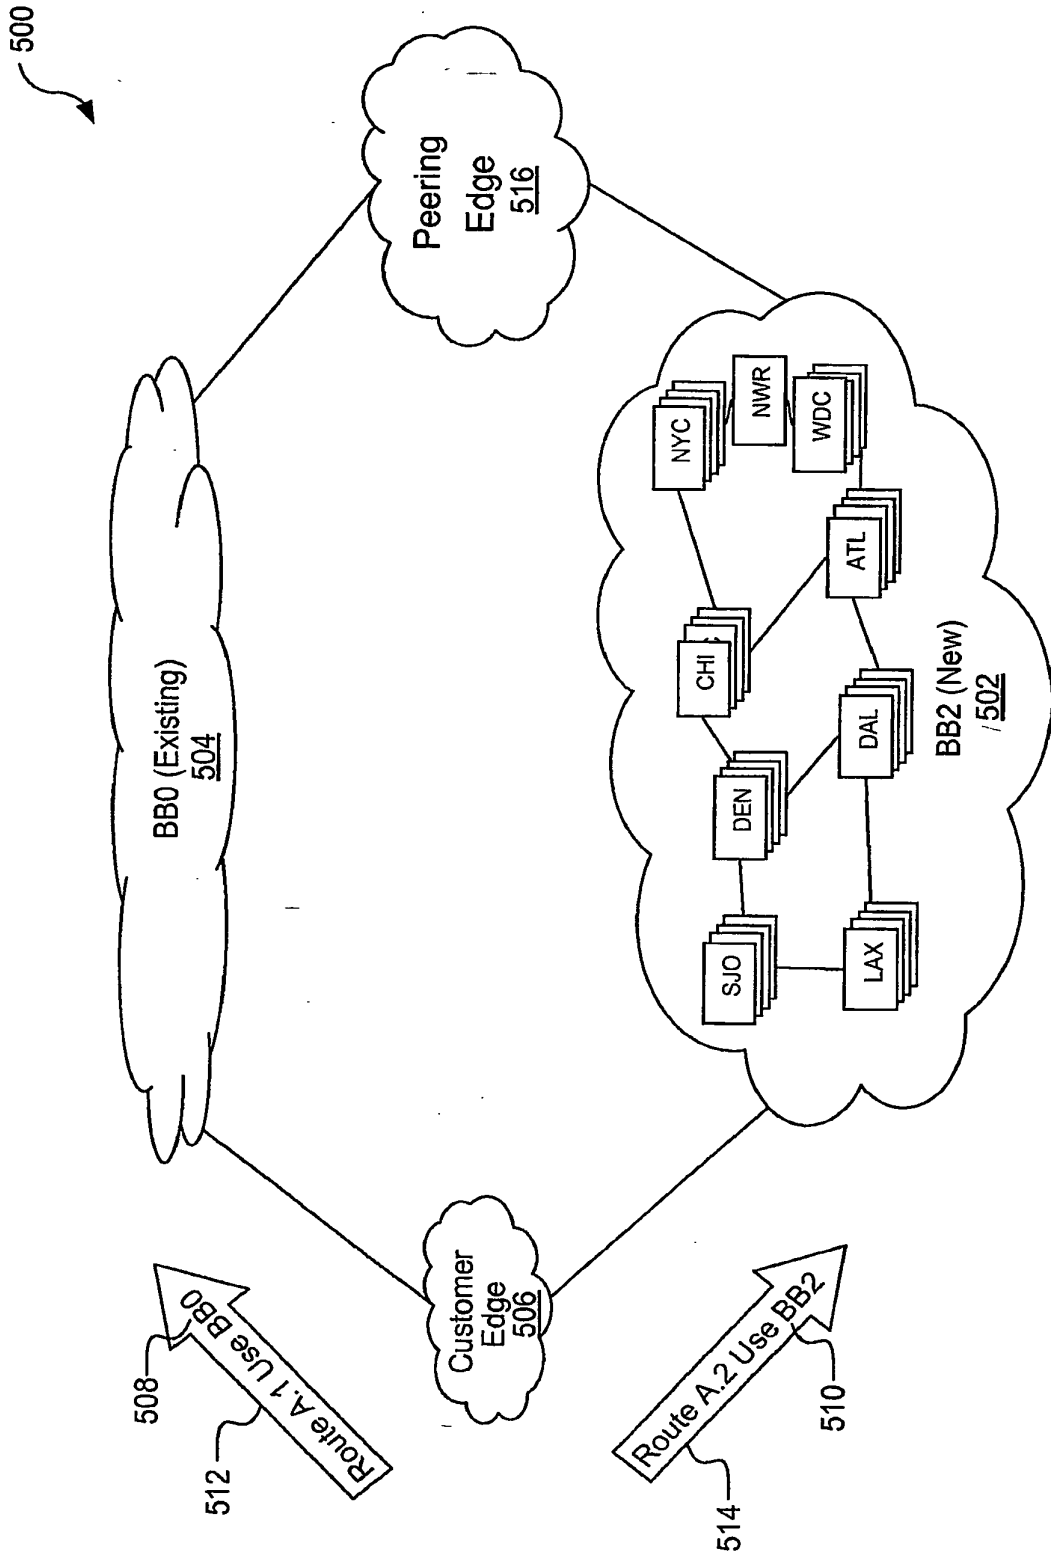 500
BB0 (Existing)
504
Peering
Edge
516
Customer
Edge
506
508
512
Route A.1 Use BB0
Route A.2 Use BB2
514
510
SJO
DEN
CHI
NYC
NWR
WDC
ATL
DAL
LAX
BB2 (New)
502